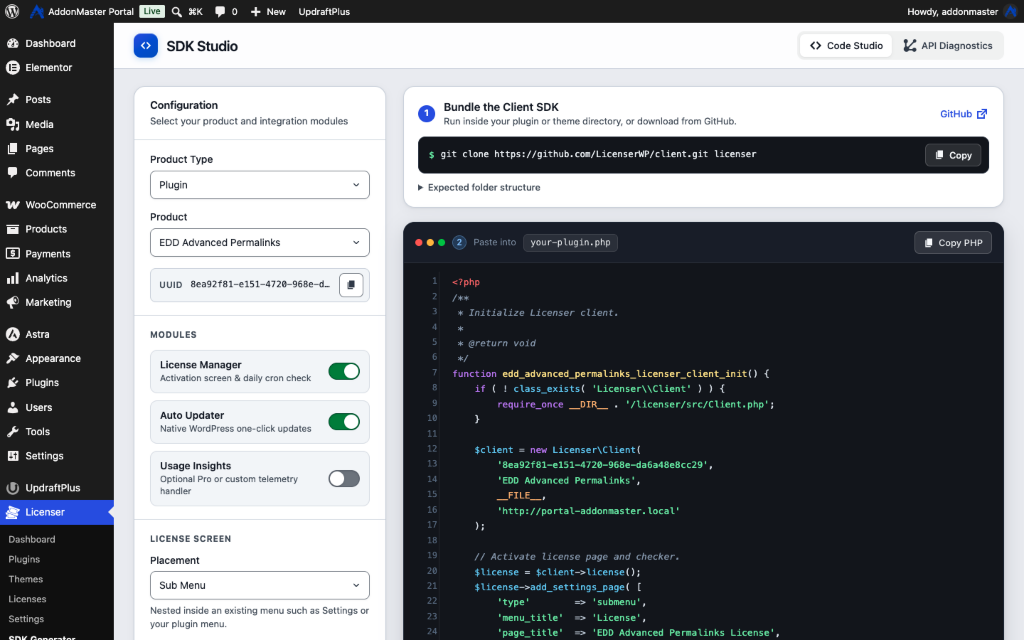 AddonMaster Portal Live ⌘K 0 + New UpdraftPlus Howdy, addonmaster
Dashboard
Elementor
Posts
Media
Pages
Comments
WooCommerce
Products
Payments
Analytics
Marketing
Astra
Appearance
Plugins
Users
Tools
Settings
UpdraftPlus
Licenser
Dashboard
Plugins
Themes
Licenses
Settings
SDK Generator
SDK Studio
Code Studio
API Diagnostics
Configuration
Select your product and integration modules
Product Type
Plugin
Product
EDD Advanced Permalinks
UUID 8ea92f81-e151-4720-968e-d…
MODULES
License Manager
Activation screen & daily cron check
Auto Updater
Native WordPress one-click updates
Usage Insights
Optional Pro or custom telemetry
handler
LICENSE SCREEN
Placement
Sub Menu
Nested inside an existing menu such as Settings or
your plugin menu.
1 Bundle the Client SDK
Run inside your plugin or theme directory, or download from GitHub.
GitHub
$ git clone https://github.com/LicenserWP/client.git licenser
Copy
Expected folder structure
2 Paste into your-plugin.php
Copy PHP
1 <?php
2 /**
3 * Initialize Licenser client.
4 *
5 * @return void
6 */
7 function edd_advanced_permalinks_licenser_client_init() {
8 if ( ! class_exists( 'Licenser\\Client' ) ) {
9 require_once __DIR__ . '/licenser/src/Client.php';
10 }
11
12 $client = new Licenser\Client(
13 '8ea92f81-e151-4720-968e-da6a48e8cc29',
14 'EDD Advanced Permalinks',
15 __FILE__,
16 'http://portal-addonmaster.local'
17 );
18
19 // Activate license page and checker.
20 $license = $client->license();
21 $license->add_settings_page( [
22 'type' => 'submenu',
23 'menu_title' => 'License',
24 'page_title' => 'EDD Advanced Permalinks License',